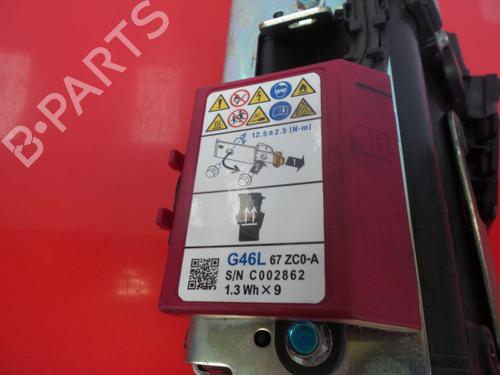 B-PARTS
12.5±2.5 [N·m]
G46L 67 ZC0-A
S/N C002862
1.3 Wh × 9